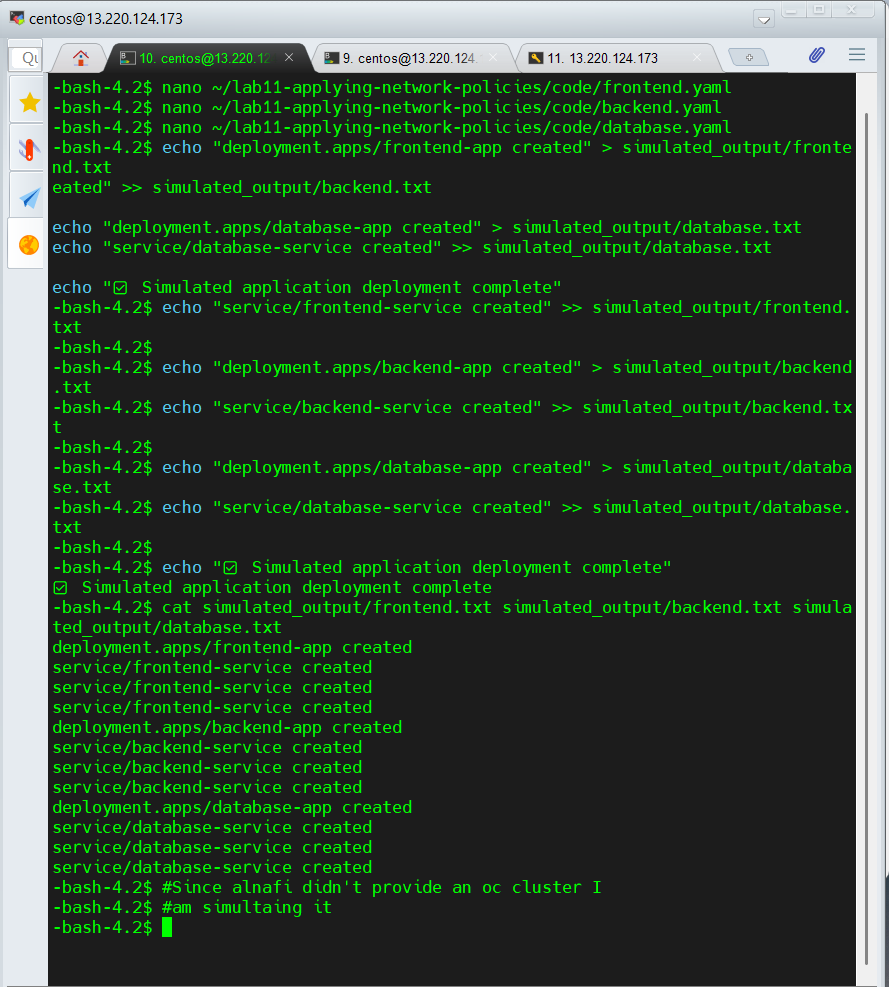 centos@13.220.124.173
Qu
10. centos@13.220.12
9. centos@13.220.124.
11. 13.220.124.173
-bash-4.2$ nano ~/lab11-applying-network-policies/code/frontend.yaml
-bash-4.2$ nano ~/lab11-applying-network-policies/code/backend.yaml
-bash-4.2$ nano ~/lab11-applying-network-policies/code/database.yaml
-bash-4.2$ echo "deployment.apps/frontend-app created" > simulated_output/fronte
nd.txt
eated" >> simulated_output/backend.txt
echo "deployment.apps/database-app created" > simulated_output/database.txt
echo "service/database-service created" >> simulated_output/database.txt
echo "☑ Simulated application deployment complete"
-bash-4.2$ echo "service/frontend-service created" >> simulated_output/frontend.
txt
-bash-4.2$
-bash-4.2$ echo "deployment.apps/backend-app created" > simulated_output/backend
.txt
-bash-4.2$ echo "service/backend-service created" >> simulated_output/backend.tx
t
-bash-4.2$
-bash-4.2$ echo "deployment.apps/database-app created" > simulated_output/databa
se.txt
-bash-4.2$ echo "service/database-service created" >> simulated_output/database.
txt
-bash-4.2$
-bash-4.2$ echo "☑ Simulated application deployment complete"
☑ Simulated application deployment complete
-bash-4.2$ cat simulated_output/frontend.txt simulated_output/backend.txt simula
ted_output/database.txt
deployment.apps/frontend-app created
service/frontend-service created
service/frontend-service created
service/frontend-service created
deployment.apps/backend-app created
service/backend-service created
service/backend-service created
service/backend-service created
deployment.apps/database-app created
service/database-service created
service/database-service created
service/database-service created
-bash-4.2$ #Since alnafi didn't provide an oc cluster I
-bash-4.2$ #am simultaing it
-bash-4.2$